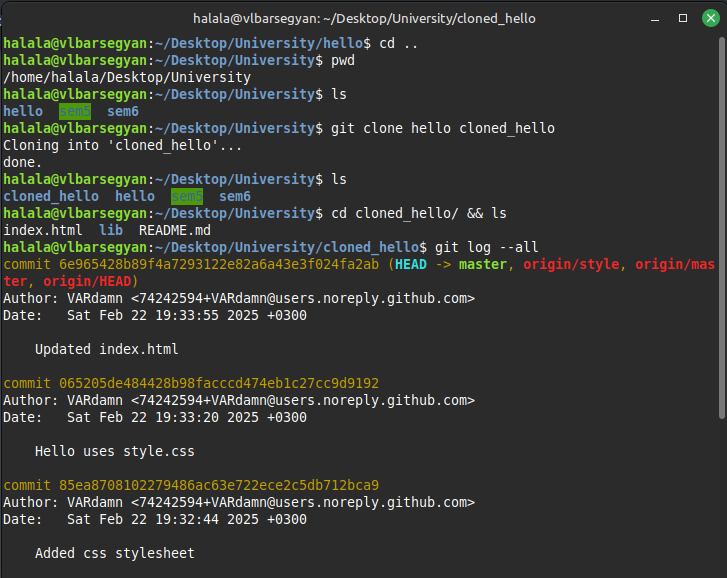 halala@vlbarsegyan: ~/Desktop/University/cloned_hello
halala@vlbarsegyan:~/Desktop/University/hello$ cd ..
halala@vlbarsegyan:~/Desktop/University$ pwd
/home/halala/Desktop/University
halala@vlbarsegyan:~/Desktop/University$ ls
hello  sem5  sem6
halala@vlbarsegyan:~/Desktop/University$ git clone hello cloned_hello
Cloning into 'cloned_hello'...
done.
halala@vlbarsegyan:~/Desktop/University$ ls
cloned_hello  hello  sem5  sem6
halala@vlbarsegyan:~/Desktop/University$ cd cloned_hello/ && ls
index.html  lib  README.md
halala@vlbarsegyan:~/Desktop/University/cloned_hello$ git log --all
commit 6e965428b89f4a7293122e82a6a43e3f024fa2ab (HEAD -> master, origin/style, origin/mas
ter, origin/HEAD)
Author: VARdamn <74242594+VARdamn@users.noreply.github.com>
Date:   Sat Feb 22 19:33:55 2025 +0300
    Updated index.html
commit 065205de484428b98facccd474eb1c27cc9d9192
Author: VARdamn <74242594+VARdamn@users.noreply.github.com>
Date:   Sat Feb 22 19:33:20 2025 +0300
    Hello uses style.css
commit 85ea8708102279486ac63e722ece2c5db712bca9
Author: VARdamn <74242594+VARdamn@users.noreply.github.com>
Date:   Sat Feb 22 19:32:44 2025 +0300
    Added css stylesheet